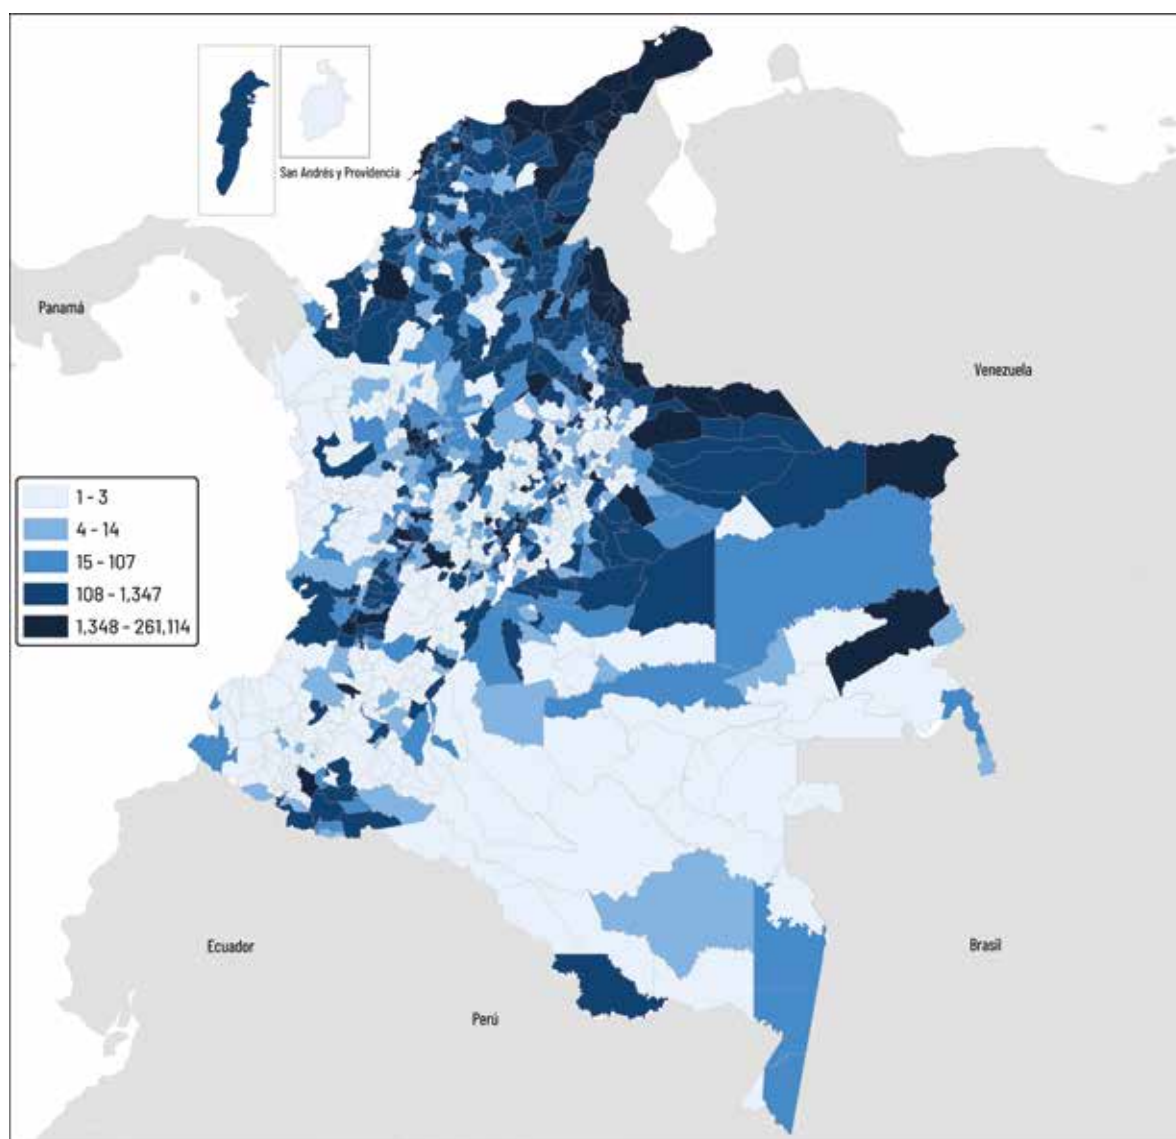 San Andrés y Providencia
Panamá
Venezuela
1 - 3
4 - 14
15 - 107
108 - 1,347
1,348 - 261,114
Ecuador
Brasil
Perú